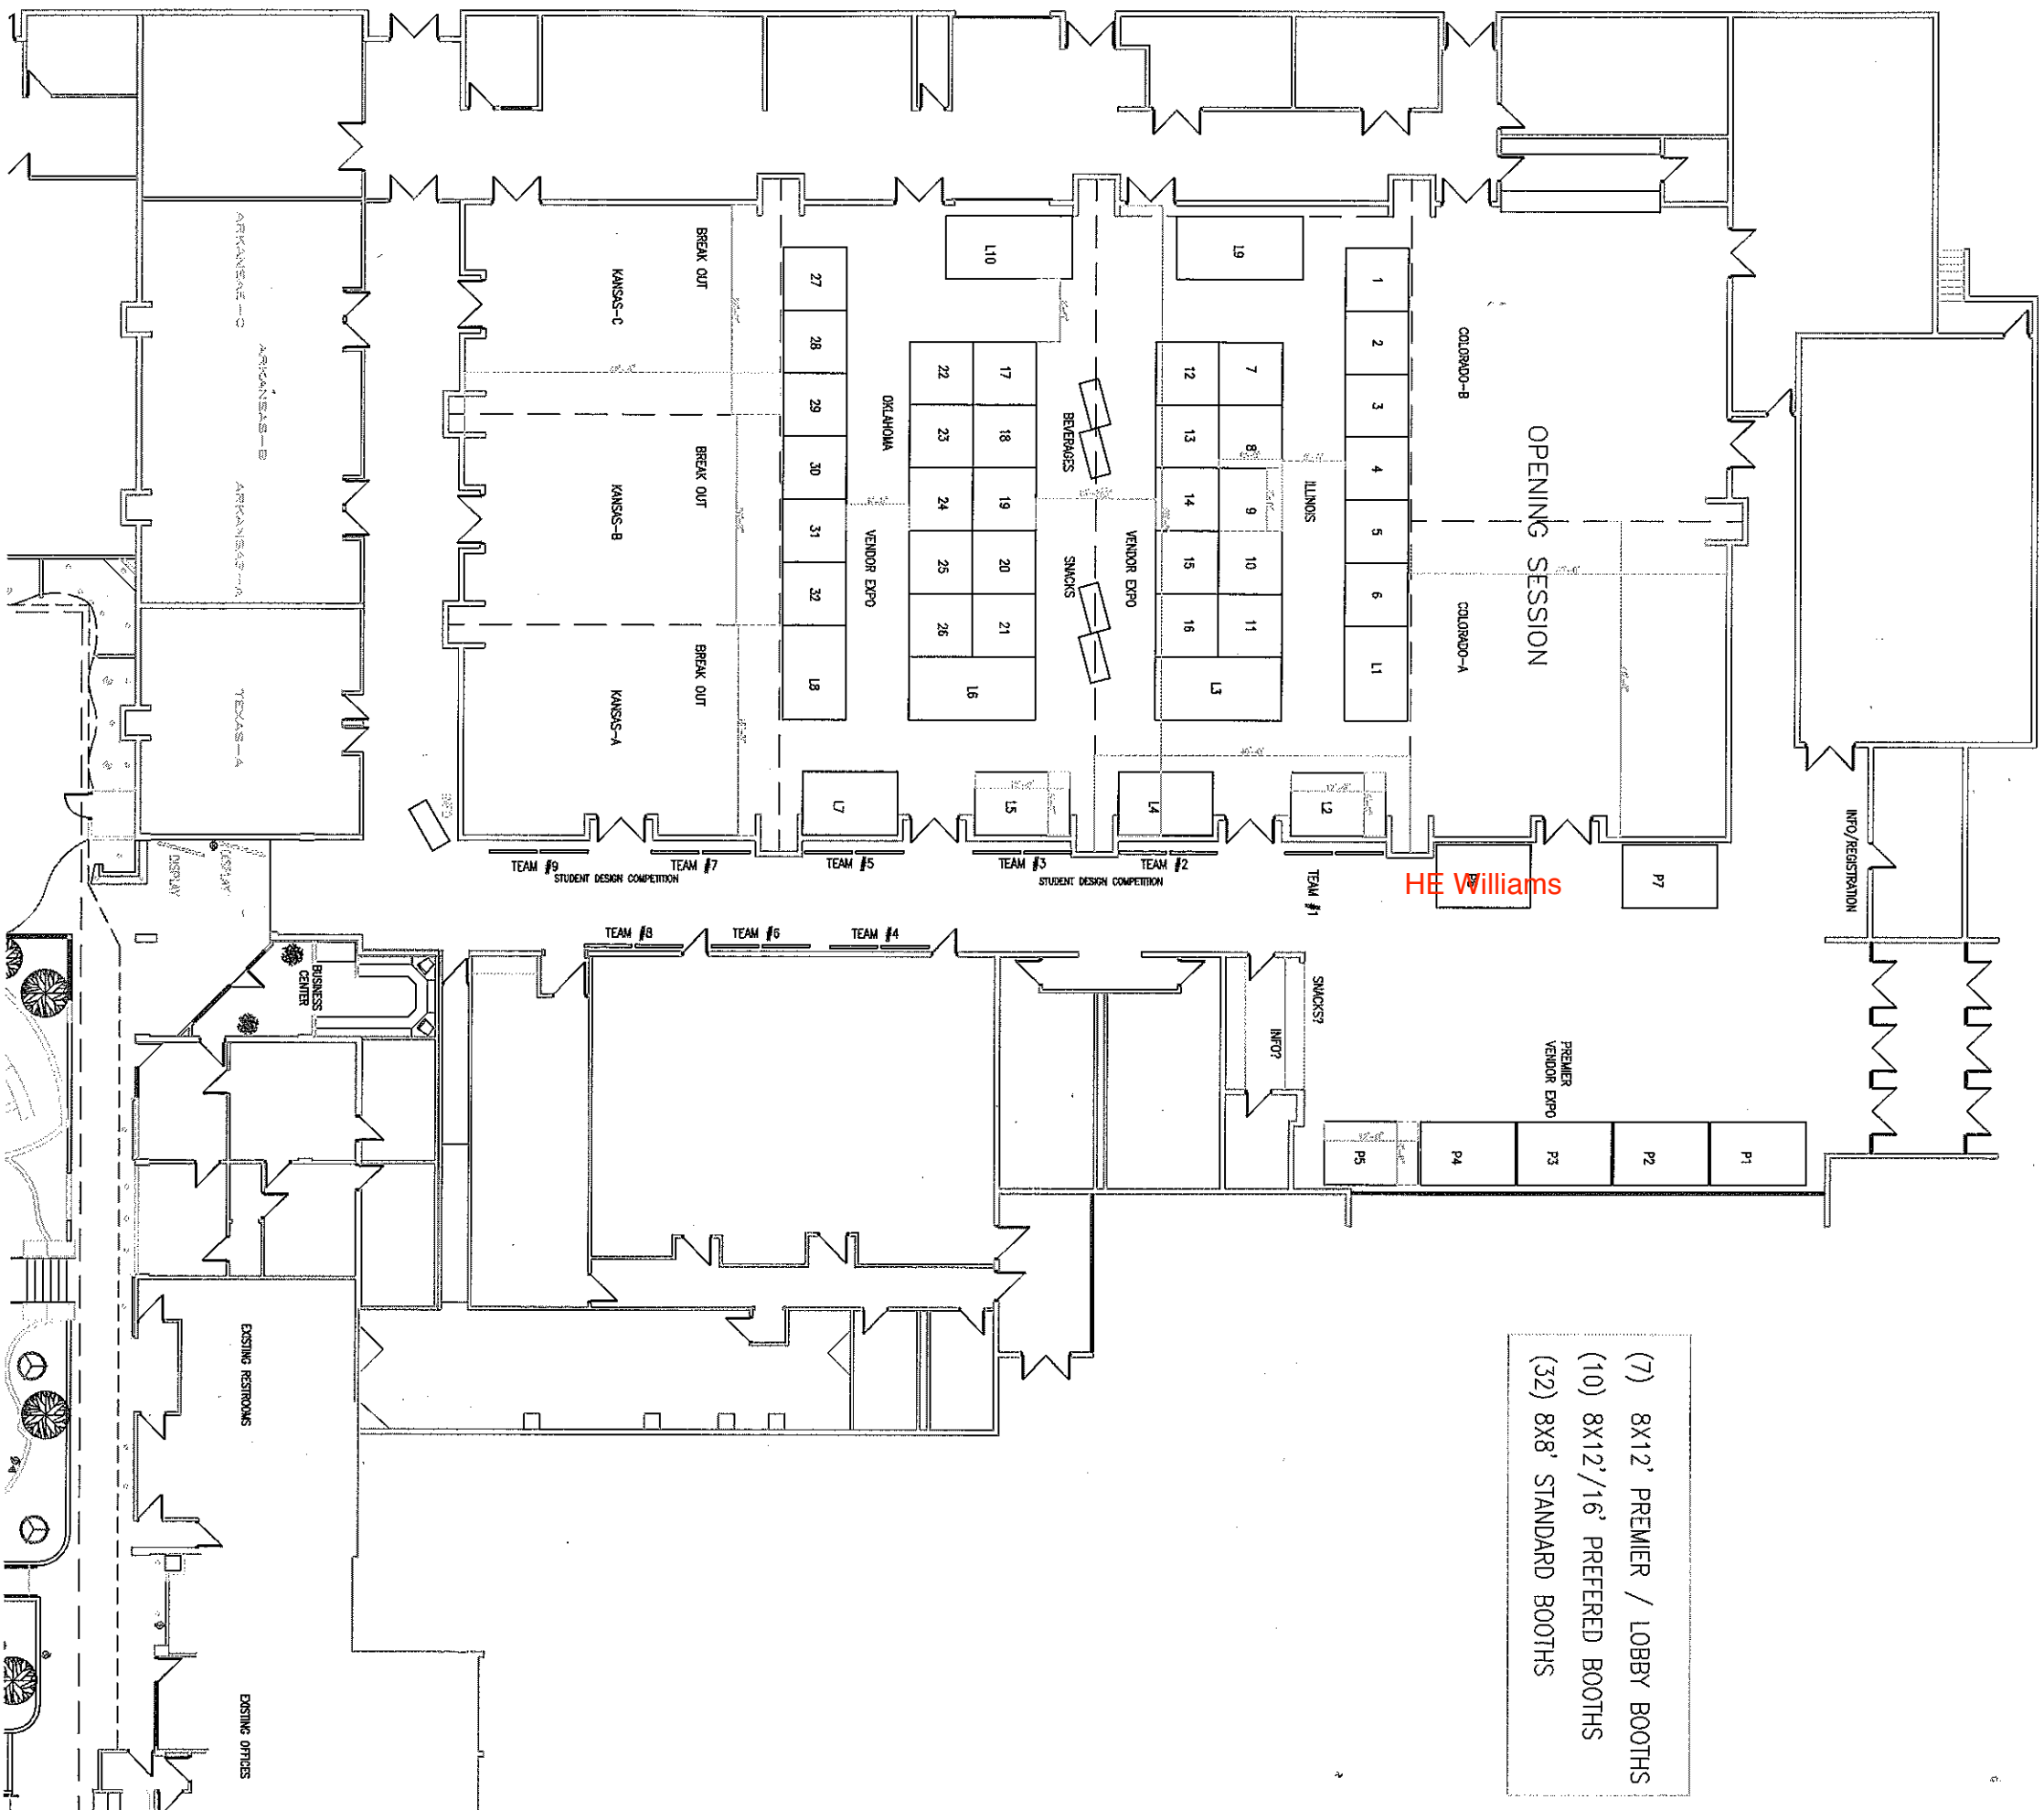 ARKANSAS-C
ARKANSAS-B
ARKANSAS-A
TEXAS-A
BREAK OUT
KANSAS-C
BREAK OUT
KANSAS-B
BREAK OUT
KANSAS-A
27
28
29
30
31
32
L8
OKLAHOMA
VENDOR EXPO
L10
22
17
23
18
24
19
25
20
26
21
L6
BEVERAGES
SNACKS
VENDOR EXPO
L9
12
7
13
8
14
9
15
10
16
11
L3
ILLINOIS
1
2
3
4
5
6
L1
COLORADO-B
COLORADO-A
OPENING SESSION
L7
L5
L4
L2
INFO
DISPLAY
DISPLAY
TEAM #9
TEAM #7
TEAM #5
TEAM #3
TEAM #2
STUDENT DESIGN COMPETITION
STUDENT DESIGN COMPETITION
TEAM #1
HE Williams
P7
INFO/REGISTRATION
TEAM #8
TEAM #6
TEAM #4
BUSINESS
CENTER
SNACKS?
INFO?
PREMIER
VENDOR EXPO
P5
P4
P3
P2
P1
EXISTING RESTROOMS
EXISTING OFFICES
(7) 8X12' PREMIER / LOBBY BOOTHS
(10) 8X12'/16' PREFERED BOOTHS
(32) 8X8' STANDARD BOOTHS